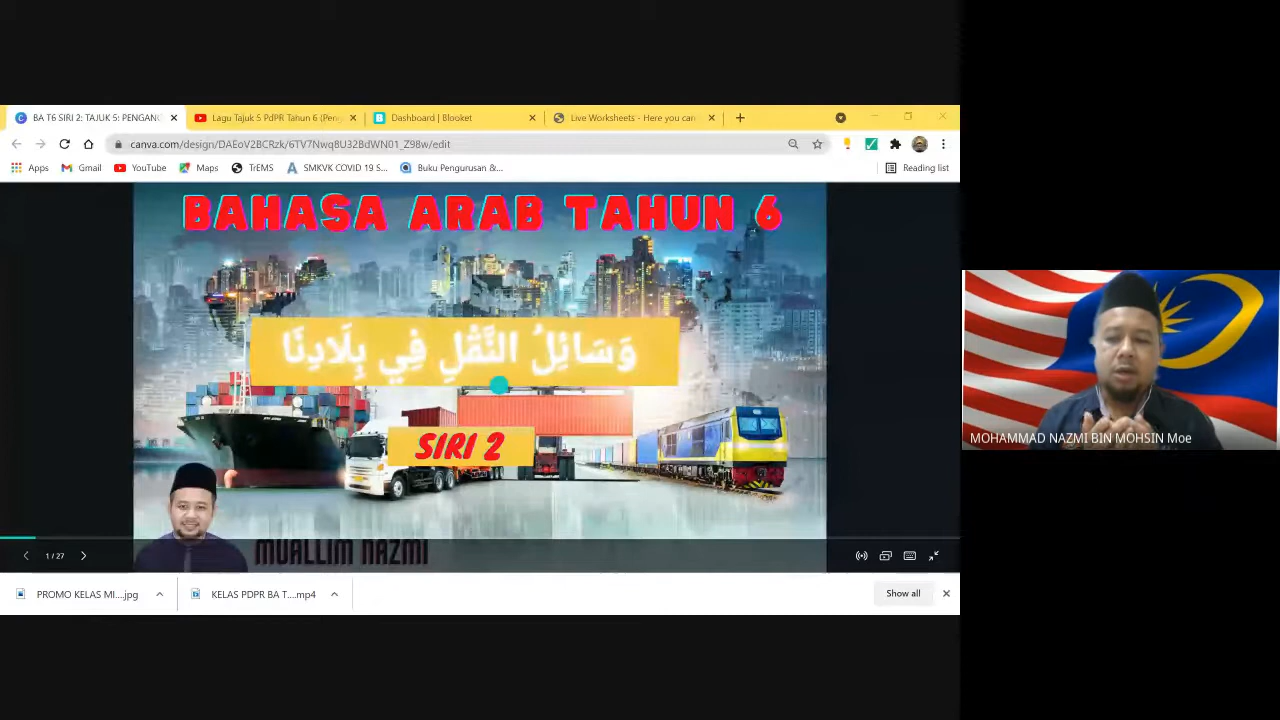 BA T6 SIRI 2: TAJUK 5: PENGANG
Lagu Tajuk 5 PdPR Tahun 6 (Peng
Dashboard | Blooket
Live Worksheets - Here you can
canva.com/design/DAEoV2BCRzk/6TV7Nwq8U32BdWN01_Z98w/edit
Apps
Gmail
YouTube
Maps
TrEMS
SMKVK COVID 19 S...
Buku Pengurusan &...
Reading list
BAHASA ARAB TAHUN 6
وَسَائِلُ النَّقْلِ فِي بِلَادِنَا
SIRI 2
MUALLIM NAZMI
1 / 27
MOHAMMAD NAZMI BIN MOHSIN Moe
PROMO KELAS MI....jpg
KELAS PDPR BA T....mp4
Show all